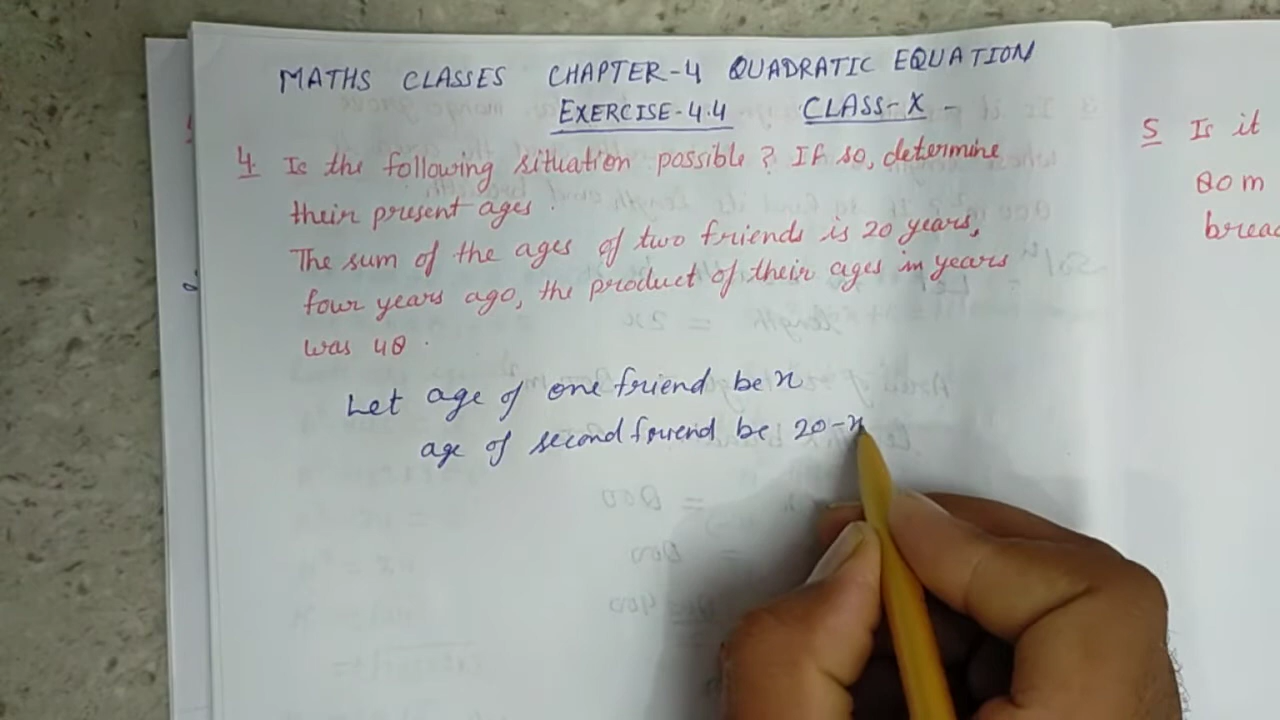 MATHS CLASSES CHAPTER-4 QUADRATIC EQUATION
EXERCISE-4.4 CLASS-X
4. Is the following situation possible? If so, determine
their present ages.
The sum of the ages of two friends is 20 years,
four years ago, the product of their ages in years
was 48.
Let age of one friend be x
age of second friend be 20-x
5 Is it
80m
brea